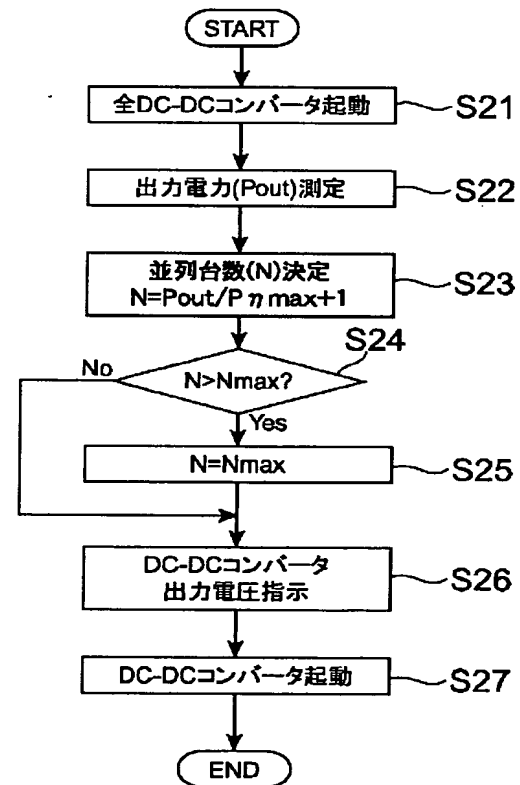 START
全DC-DCコンバータ起動
S21
出力電力(Pout)測定
S22
並列台数(N)決定
N=Pout/Pηmax+1
S23
S24
No
N>Nmax?
Yes
N=Nmax
S25
DC-DCコンバータ
出力電圧指示
S26
DC-DCコンバータ起動
S27
END